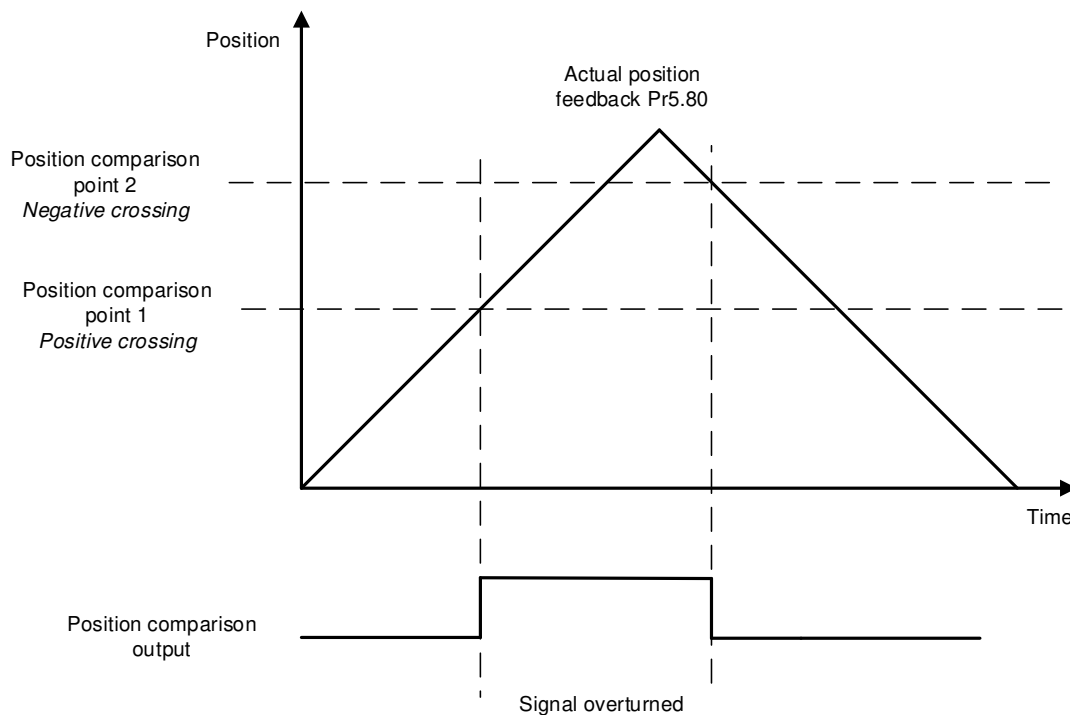 Position
Actual position
feedback Pr5.80
Position comparison
point 2
Negative crossing
Position comparison
point 1
Positive crossing
Time
Position comparison
output
Signal overturned